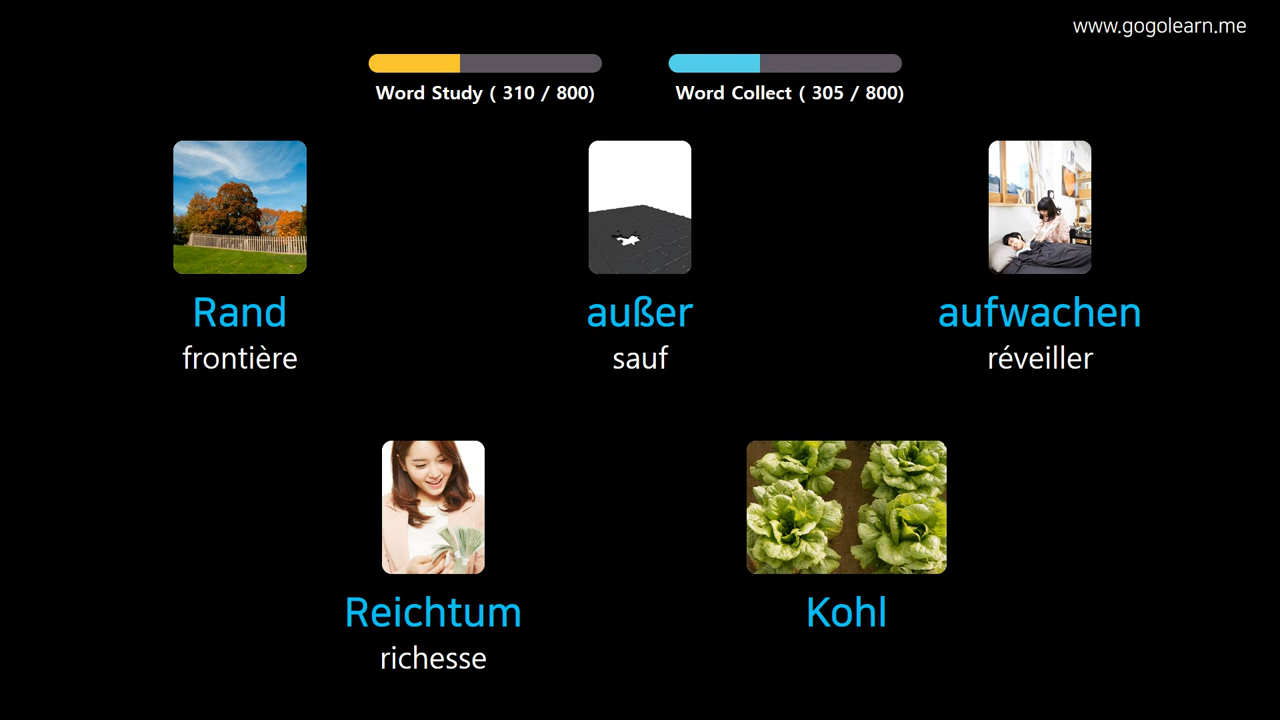 www.gogolearn.me
Word Study ( 310 / 800)
Word Collect ( 305 / 800)
Rand
frontière
außer
sauf
aufwachen
réveiller
Reichtum
richesse
Kohl